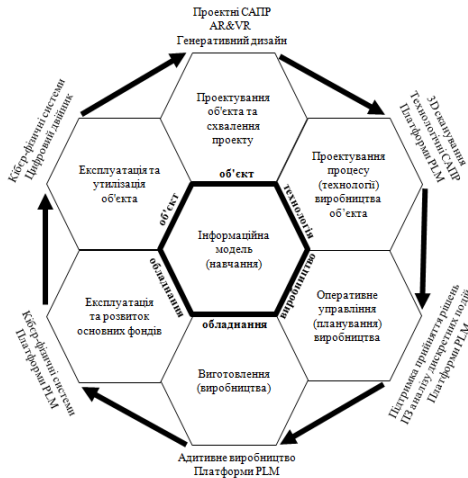 Проектні САПР
AR&VR
Генеративний дизайн
Проектування
об'єкта та
схвалення
проекту
3D сканування
Технологічні САПР
Платформи PLM
Проектування
процесу
(технології)
виробництва
об’єкта
Підтримка прийняття рішень
ПЗ аналізу дискретних подій
Платформи PLM
Оперативне
управління
(планування)
виробництва
Адитивне виробництво
Платформи PLM
Виготовлення
(виробництва)
Кібер-фізичні системи
Платформи PLM
Експлуатація
та розвиток
основних фондів
Кібер-фізичні системи
Цифровий двійник
Експлуатація та
утилізація
об'єкта
об'єкт
технологія
виробництво
обладнання
обладнання
об'єкт
Інформаційна
модель
(навчання)